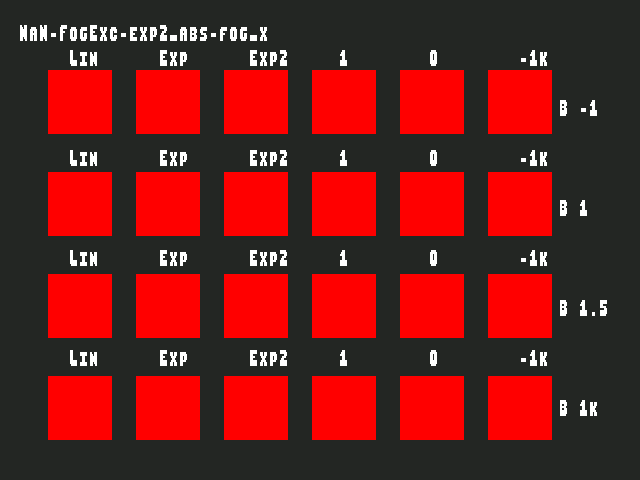 NaN-FogExc-exp2_abs-fog_x
Lin Exp Exp2 1 0 -1k
B -1
Lin Exp Exp2 1 0 -1k
B 1
Lin Exp Exp2 1 0 -1k
B 1.5
Lin Exp Exp2 1 0 -1k
B 1k